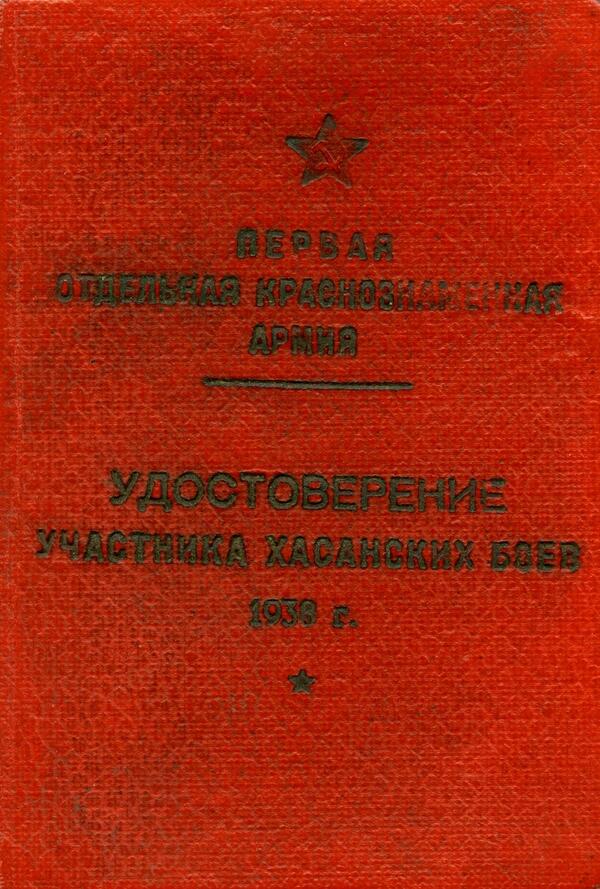 ПЕРВАЯ
ОТДЕЛЬНАЯ КРАСНОЗНАМЕННАЯ
АРМИЯ
УДОСТОВЕРЕНИЕ
УЧАСТНИКА ХАСАНСКИХ БОЕВ
1938 г.